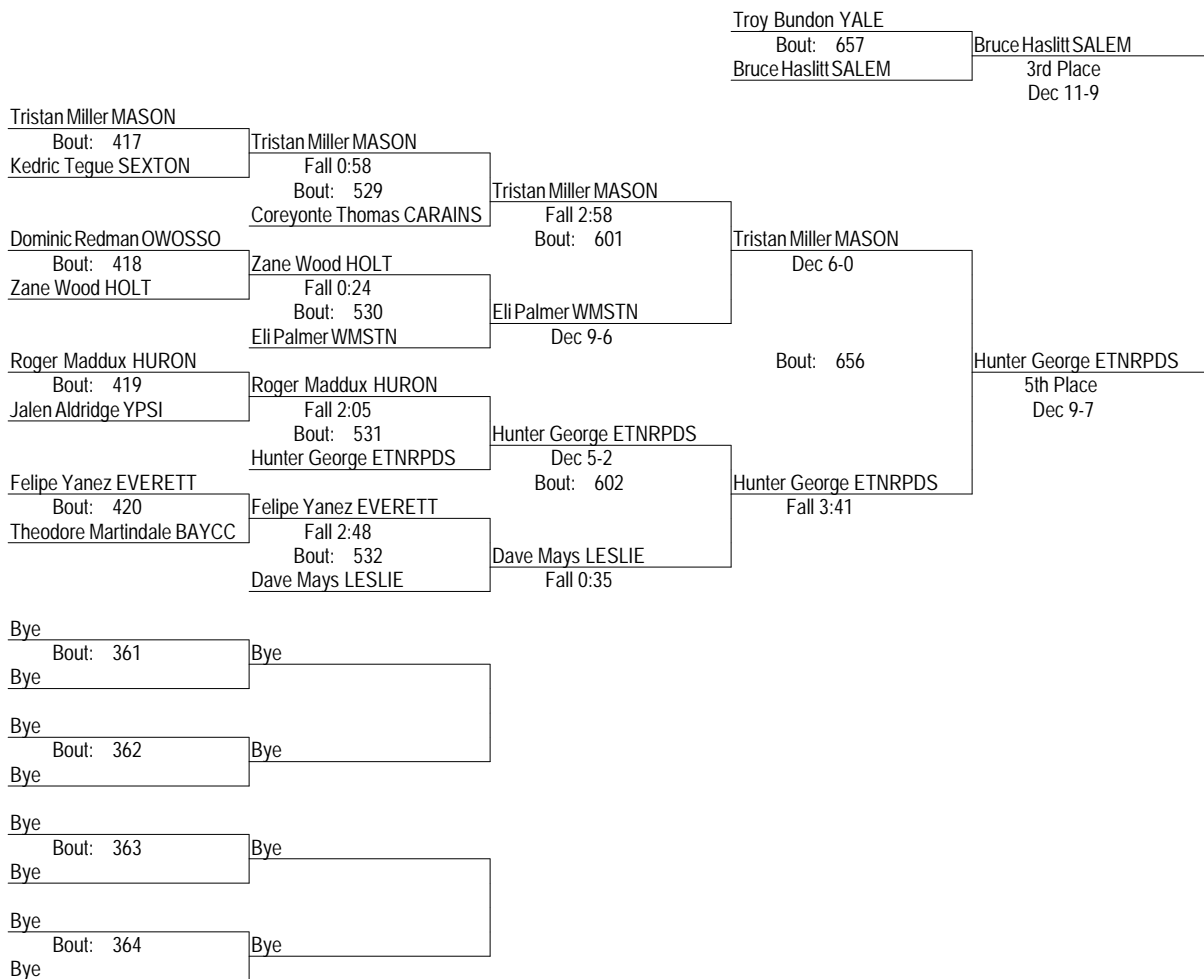 Troy Bundon YALE
Bout: 657
Bruce Haslitt SALEM
Bruce Haslitt SALEM
3rd Place
Dec 11-9
Tristan Miller MASON
Bout: 417
Kedric Tegue SEXTON
Tristan Miller MASON
Fall 0:58
Bout: 529
Coreyonte Thomas CARAINS
Tristan Miller MASON
Fall 2:58
Bout: 601
Dominic Redman OWOSSO
Bout: 418
Zane Wood HOLT
Zane Wood HOLT
Fall 0:24
Bout: 530
Eli Palmer WMSTN
Eli Palmer WMSTN
Dec 9-6
Tristan Miller MASON
Dec 6-0
Bout: 656
Hunter George ETNRPDS
5th Place
Dec 9-7
Roger Maddux HURON
Bout: 419
Jalen Aldridge YPSI
Roger Maddux HURON
Fall 2:05
Bout: 531
Hunter George ETNRPDS
Hunter George ETNRPDS
Dec 5-2
Bout: 602
Hunter George ETNRPDS
Fall 3:41
Felipe Yanez EVERETT
Bout: 420
Theodore Martindale BAYCC
Felipe Yanez EVERETT
Fall 2:48
Bout: 532
Dave Mays LESLIE
Dave Mays LESLIE
Fall 0:35
Bye
Bout: 361
Bye
Bye
Bye
Bout: 362
Bye
Bye
Bye
Bout: 363
Bye
Bye
Bye
Bout: 364
Bye
Bye